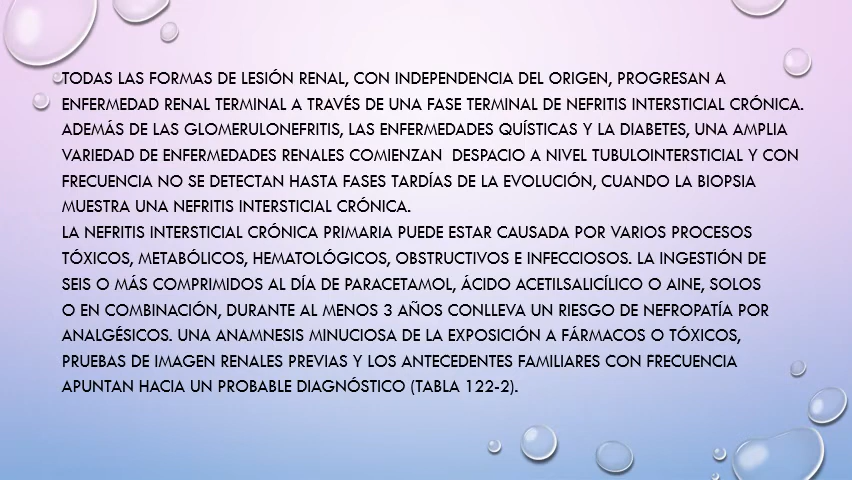 TODAS LAS FORMAS DE LESIÓN RENAL, CON INDEPENDENCIA DEL ORIGEN, PROGRESAN A
ENFERMEDAD RENAL TERMINAL A TRAVÉS DE UNA FASE TERMINAL DE NEFRITIS INTERSTICIAL CRÓNICA.
ADEMÁS DE LAS GLOMERULONEFRITIS, LAS ENFERMEDADES QUÍSTICAS Y LA DIABETES, UNA AMPLIA
VARIEDAD DE ENFERMEDADES RENALES COMIENZAN DESPACIO A NIVEL TUBULOINTERSTICIAL Y CON
FRECUENCIA NO SE DETECTAN HASTA FASES TARDÍAS DE LA EVOLUCIÓN, CUANDO LA BIOPSIA
MUESTRA UNA NEFRITIS INTERSTICIAL CRÓNICA.
LA NEFRITIS INTERSTICIAL CRÓNICA PRIMARIA PUEDE ESTAR CAUSADA POR VARIOS PROCESOS
TÓXICOS, METABÓLICOS, HEMATOLÓGICOS, OBSTRUCTIVOS E INFECCIOSOS. LA INGESTIÓN DE
SEIS O MÁS COMPRIMIDOS AL DÍA DE PARACETAMOL, ÁCIDO ACETILSALICÍLICO O AINE, SOLOS
O EN COMBINACIÓN, DURANTE AL MENOS 3 AÑOS CONLLEVA UN RIESGO DE NEFROPATÍA POR
ANALGÉSICOS. UNA ANAMNESIS MINUCIOSA DE LA EXPOSICIÓN A FÁRMACOS O TÓXICOS,
PRUEBAS DE IMAGEN RENALES PREVIAS Y LOS ANTECEDENTES FAMILIARES CON FRECUENCIA
APUNTAN HACIA UN PROBABLE DIAGNÓSTICO (TABLA 122-2).